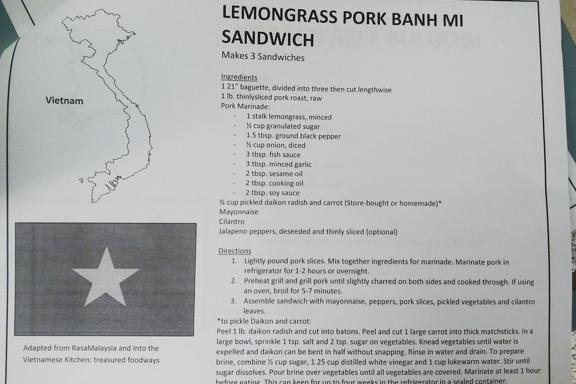 LEMONGRASS PORK BANH MI
SANDWICH
Makes 3 Sandwiches
Vietnam
Ingredients
1 21" baguette, divided into three then cut lengthwise
1 lb. thinlysliced pork roast, raw
Pork Marinade:
- 1 stalk lemongrass, minced
- ½ cup granulated sugar
- 1.5 tbsp. ground black pepper
- ½ cup onion, diced
- 3 tbsp. fish sauce
- 3 tbsp. minced garlic
- 2 tbsp. sesame oil
- 2 tbsp. cooking oil
- 2 tbsp. soy sauce
¾ cup pickled daikon radish and carrot (Store-bought or homemade)*
Mayonnaise
Cilantro
Jalapeno peppers, deseeded and thinly sliced (optional)
Directions
1. Lightly pound pork slices. Mix together ingredients for marinade. Marinate pork in
refrigerator for 1-2 hours or overnight.
2. Preheat grill and grill pork until slightly charred on both sides and cooked through. If using
an oven, broil for 5-7 minutes.
3. Assemble sandwich with mayonnaise, peppers, pork slices, pickled vegetables and cilantro
leaves.
*to pickle Daikon and carrot:
Peel 1 lb. daikon radish and cut into batons. Peel and cut 1 large carrot into thick matchsticks. In a
large bowl, sprinkle 1 tsp. salt and 2 tsp. sugar on vegetables. Knead vegetables until water is
expelled and daikon can be bent in half without snapping. Rinse in water and drain. To prepare
brine, combine ½ cup sugar, 1.25 cup distilled white vinegar and 1 cup lukewarm water. Stir until
sugar dissolves. Pour brine over vegetables until all vegetables are covered. Marinate at least 1 hour
before eating. This can keep for up to four weeks in the refrigerator in a sealed container.
Adapted from RasaMalaysia and Into the
Vietnamese Kitchen: treasured foodways